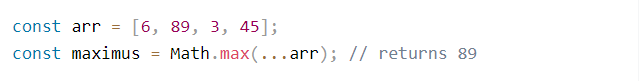 const arr = [6, 89, 3, 45];
const maximus = Math.max(...arr); // returns 89